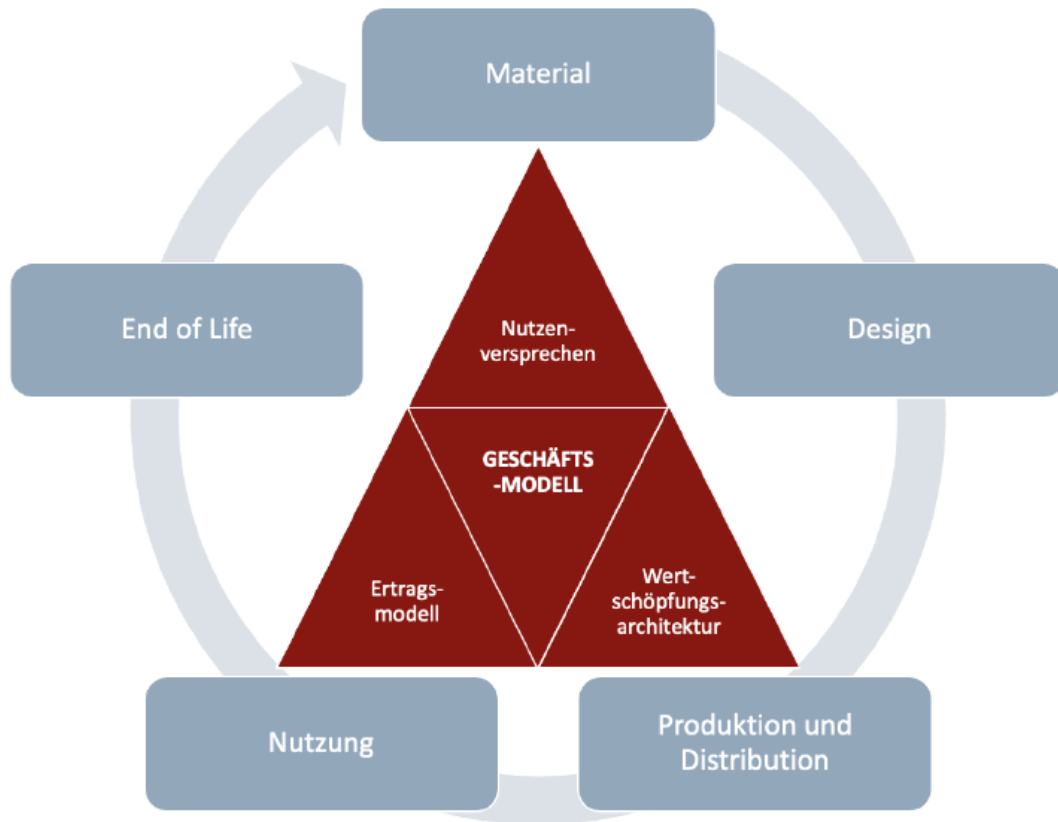 Material
End of Life
Design
Nutzen-
versprechen
GESCHÄFTS
-MODELL
Ertrags-
modell
Wert-
schöpfungs-
architektur
Nutzung
Produktion und
Distribution